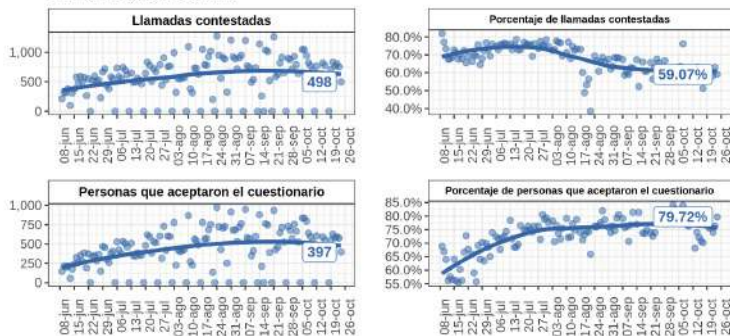 Llamadas contestadas
1,000
500
0
498
08-jun
15-jun
22-jun
29-jun
06-jul
13-jul
20-jul
27-jul
03-ago
10-ago
17-ago
24-ago
31-ago
07-sep
14-sep
21-sep
28-sep
05-oct
12-oct
19-oct
26-oct
Porcentaje de llamadas contestadas
80.0%
70.0%
60.0%
50.0%
40.0%
59.07%
08-jun
15-jun
22-jun
29-jun
06-jul
13-jul
20-jul
27-jul
03-ago
10-ago
17-ago
24-ago
31-ago
07-sep
14-sep
21-sep
28-sep
05-oct
12-oct
19-oct
26-oct
Personas que aceptaron el cuestionario
1,000
750
500
250
0
397
08-jun
15-jun
22-jun
29-jun
06-jul
13-jul
20-jul
27-jul
03-ago
10-ago
17-ago
24-ago
31-ago
07-sep
14-sep
21-sep
28-sep
05-oct
12-oct
19-oct
26-oct
Porcentaje de personas que aceptaron el cuestionario
85.0%
80.0%
75.0%
70.0%
65.0%
60.0%
55.0%
79.72%
08-jun
15-jun
22-jun
29-jun
06-jul
13-jul
20-jul
27-jul
03-ago
10-ago
17-ago
24-ago
31-ago
07-sep
14-sep
21-sep
28-sep
05-oct
12-oct
19-oct
26-oct